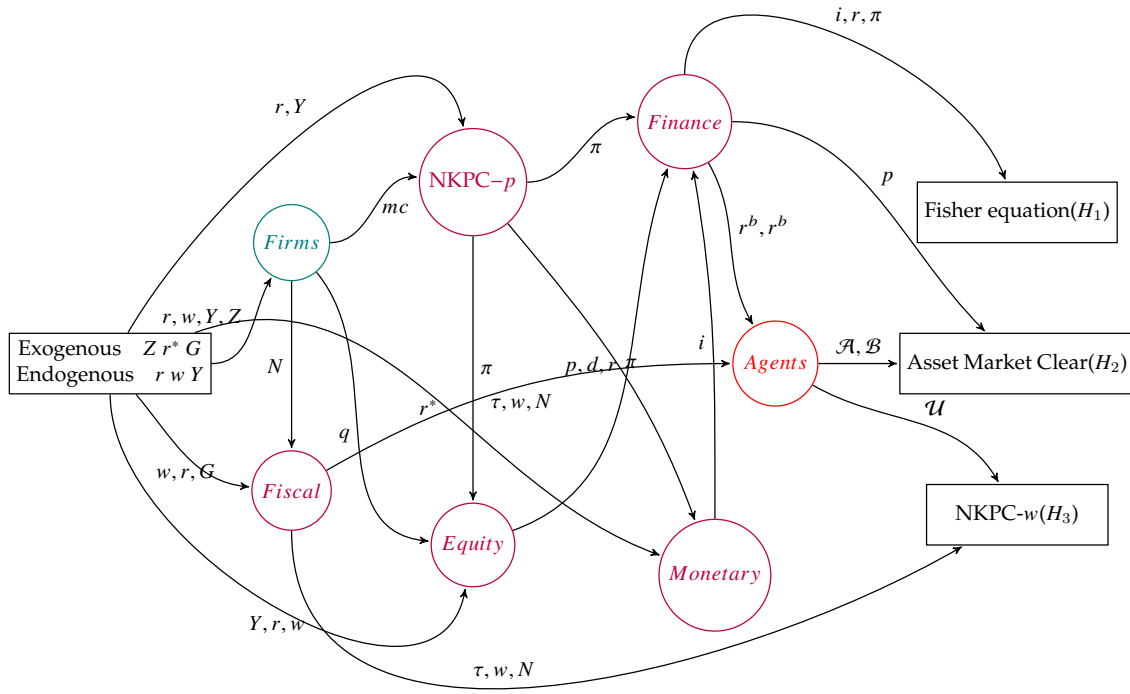 i, r, π
r, Y
Finance
π
NKPC−p
p
mc
Fisher equation(H₁)
Firms
r^b, r^b
r, w, Y, Z
Exogenous Z r* G
Endogenous r w Y
N
i
𝒜, ℬ
Asset Market Clear(H₂)
p, d, r, π
Agents
π
τ, w, N
r*
𝒰
q
w, r, G
Fiscal
NKPC-w(H₃)
Equity
Monetary
Y, r, w
τ, w, N